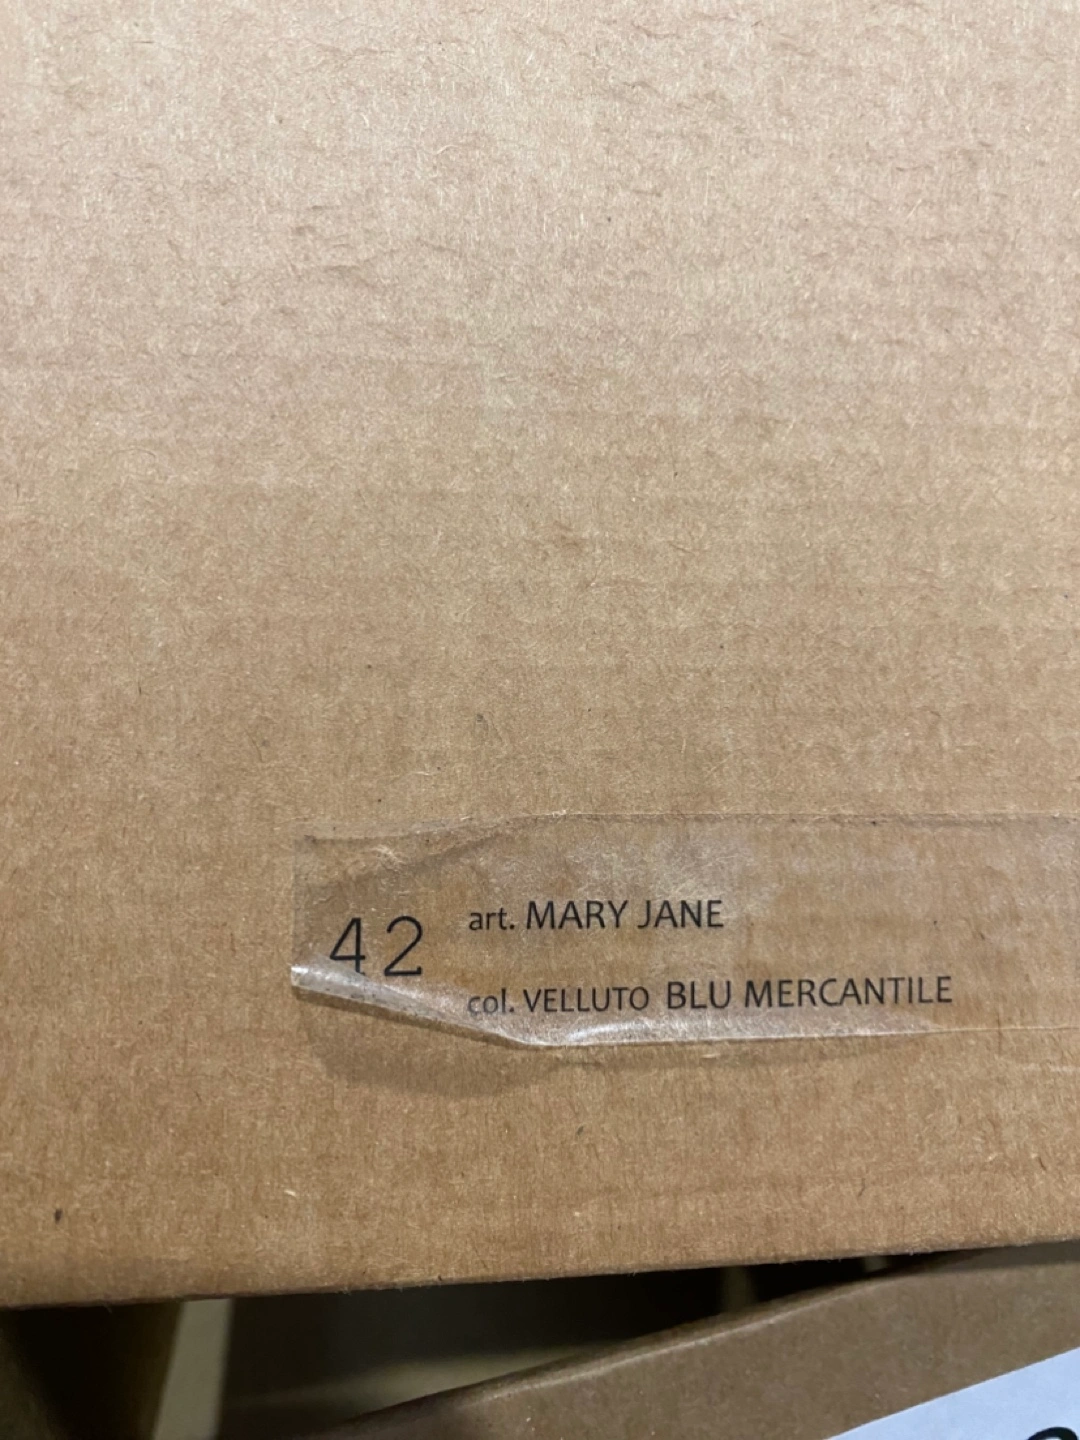 42
art. MARY JANE
col. VELLUTO BLU MERCANTILE